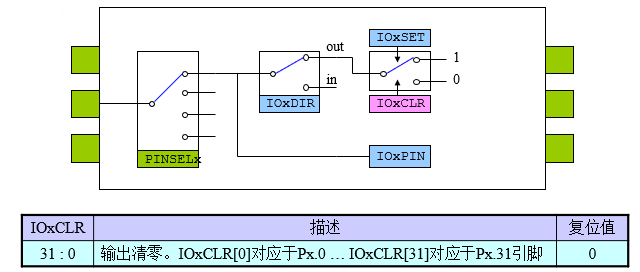 IOxSET
out
1
in
0
IOxDIR
IOxCLR
PINSELx
IOxPIN
IOxCLR 描述 复位值
31 : 0 输出清零。IOxCLR[0]对应于Px.0 … IOxCLR[31]对应于Px.31引脚 0